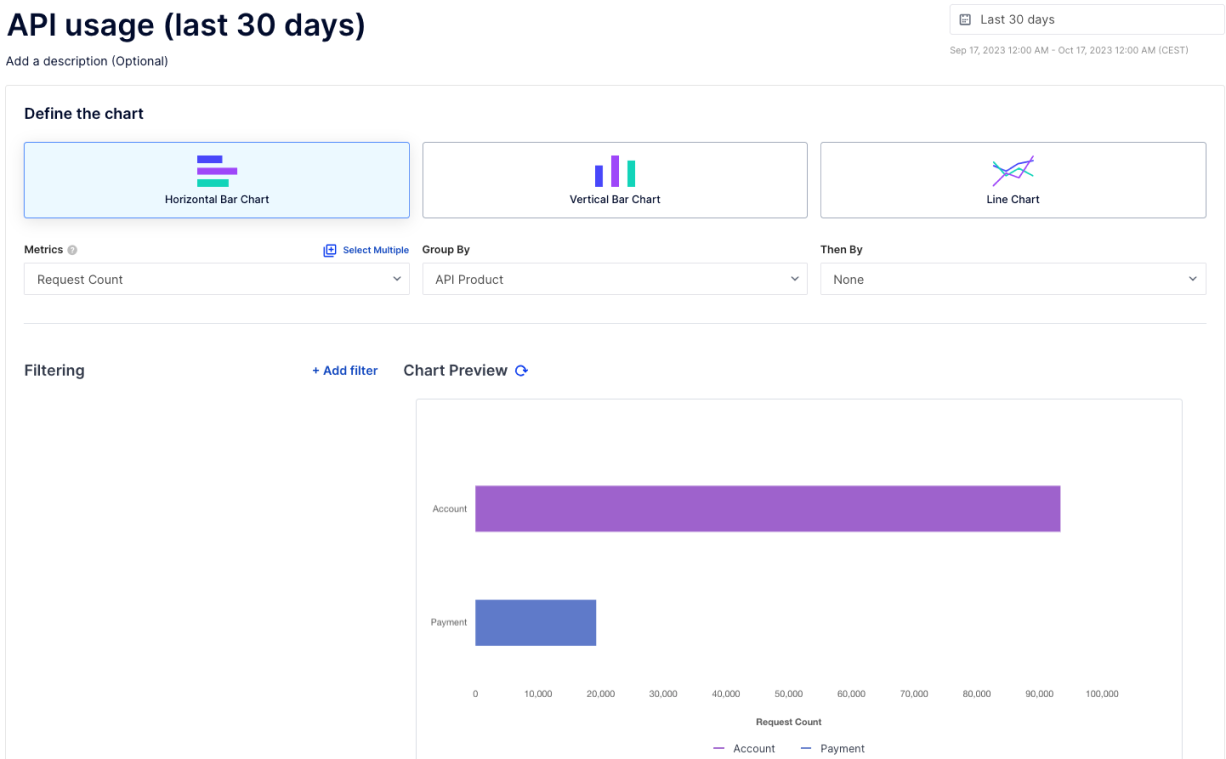 API usage (last 30 days)
Last 30 days
Sep 17, 2023 12:00 AM - Oct 17, 2023 12:00 AM (CEST)
Add a description (Optional)
Define the chart
Horizontal Bar Chart
Vertical Bar Chart
Line Chart
Metrics
Select Multiple
Group By
Then By
Request Count
API Product
None
Filtering
+ Add filter
Chart Preview
Account
Payment
0 10,000 20,000 30,000 40,000 50,000 60,000 70,000 80,000 90,000 100,000
Request Count
Account Payment